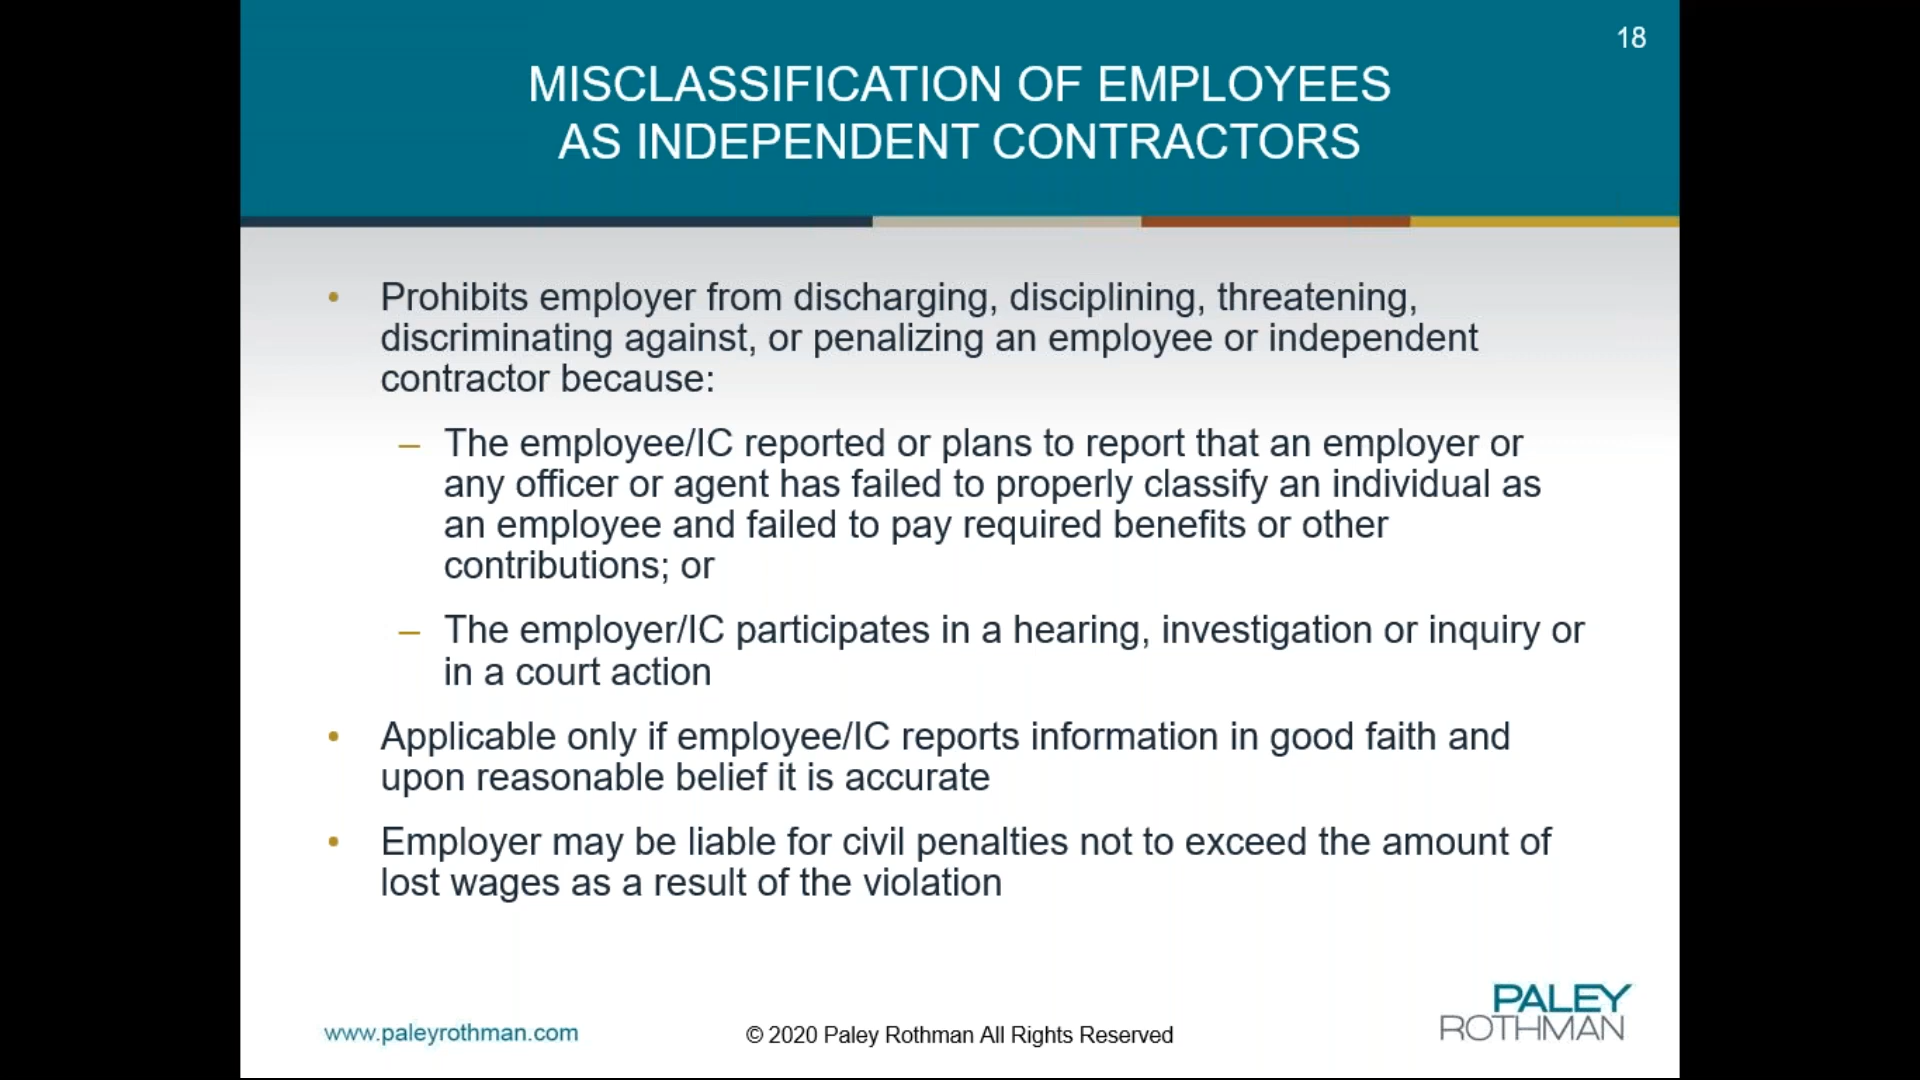 18
MISCLASSIFICATION OF EMPLOYEES
AS INDEPENDENT CONTRACTORS
• Prohibits employer from discharging, disciplining, threatening,
discriminating against, or penalizing an employee or independent
contractor because:
– The employee/IC reported or plans to report that an employer or
any officer or agent has failed to properly classify an individual as
an employee and failed to pay required benefits or other
contributions; or
– The employer/IC participates in a hearing, investigation or inquiry or
in a court action
• Applicable only if employee/IC reports information in good faith and
upon reasonable belief it is accurate
• Employer may be liable for civil penalties not to exceed the amount of
lost wages as a result of the violation
www.paleyrothman.com
© 2020 Paley Rothman All Rights Reserved
PALEY
ROTHMAN